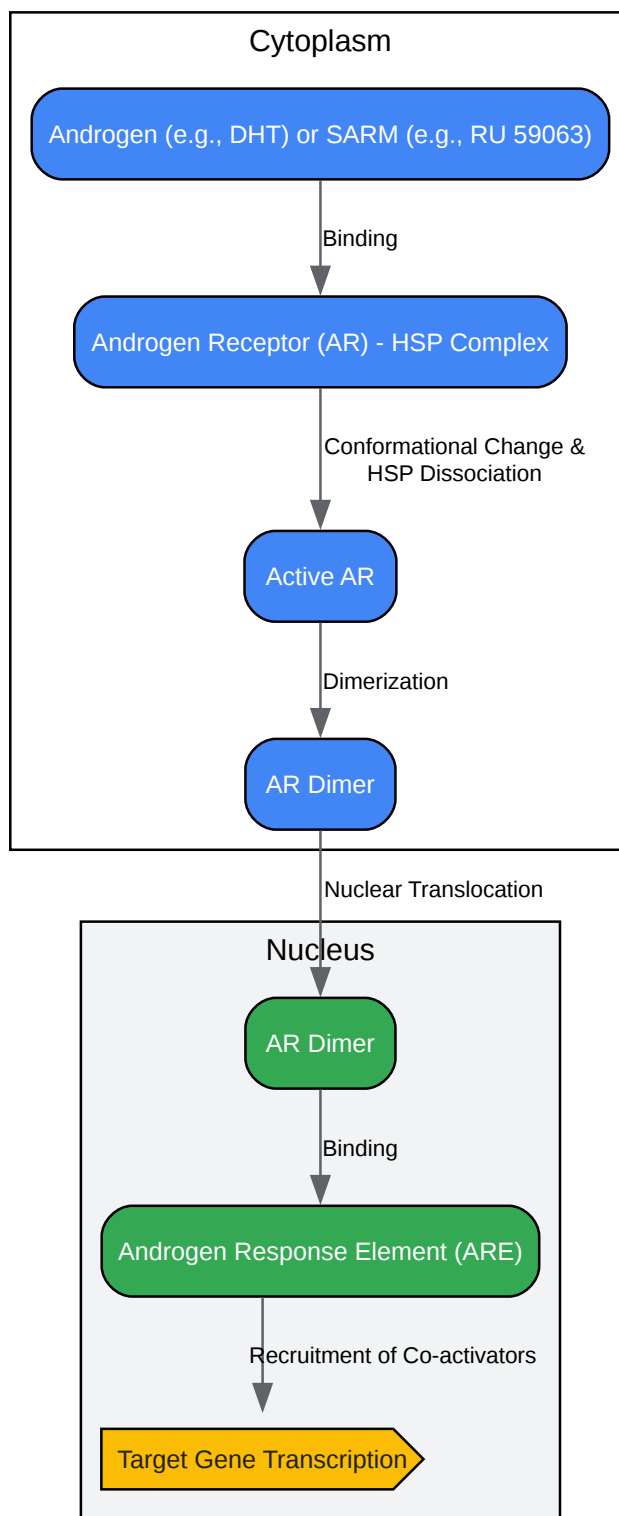 Cytoplasm
Androgen (e.g., DHT) or SARM (e.g., RU 59063)
Binding
Androgen Receptor (AR) - HSP Complex
Conformational Change &
HSP Dissociation
Active AR
Dimerization
AR Dimer
Nuclear Translocation
Nucleus
AR Dimer
Binding
Androgen Response Element (ARE)
Recruitment of Co-activators
Target Gene Transcription